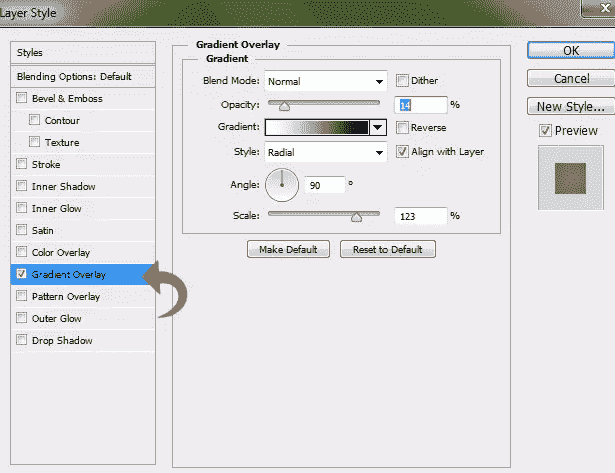 Layer Style
Styles
Blending Options: Default
Bevel & Emboss
Contour
Texture
Stroke
Inner Shadow
Inner Glow
Satin
Color Overlay
Gradient Overlay
Pattern Overlay
Outer Glow
Drop Shadow
Gradient Overlay
Gradient
Blend Mode: Normal Dither
Opacity: 14 %
Gradient: Reverse
Style: Radial Align with Layer
Angle: 90 °
Scale: 123 %
Make Default Reset to Default
OK
Cancel
New Style...
Preview